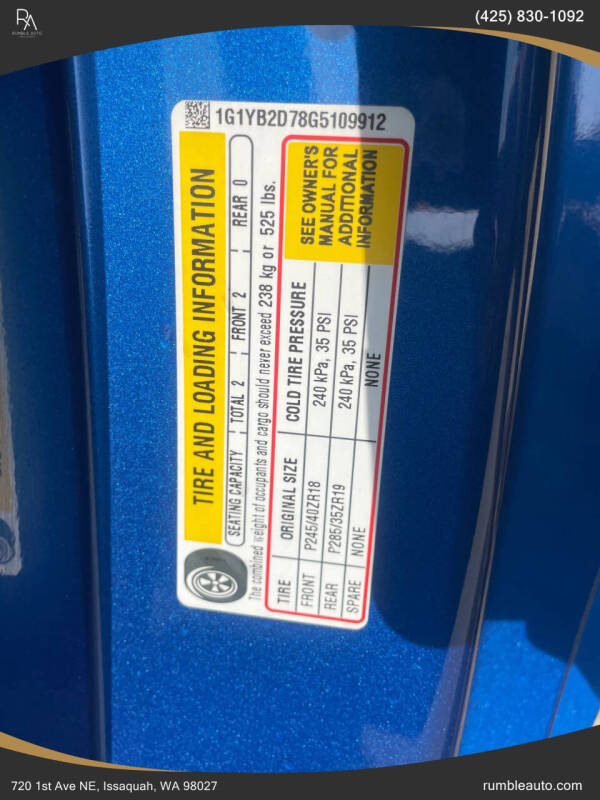 RA
RUMBLE AUTO
(425) 830-1092
1G1YB2D78G5109912
TIRE AND LOADING INFORMATION
SEATING CAPACITY TOTAL 2 FRONT 2 REAR 0
The combined weight of occupants and cargo should never exceed 238 kg or 525 lbs.
TIRE ORIGINAL SIZE COLD TIRE PRESSURE
FRONT P245/40ZR18 240 kPa, 35 PSI
REAR P285/35ZR19 240 kPa, 35 PSI
SPARE NONE NONE
SEE OWNER'S
MANUAL FOR
ADDITIONAL
INFORMATION
720 1st Ave NE, Issaquah, WA 98027
rumbleauto.com